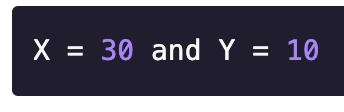 X = 30 and Y = 10